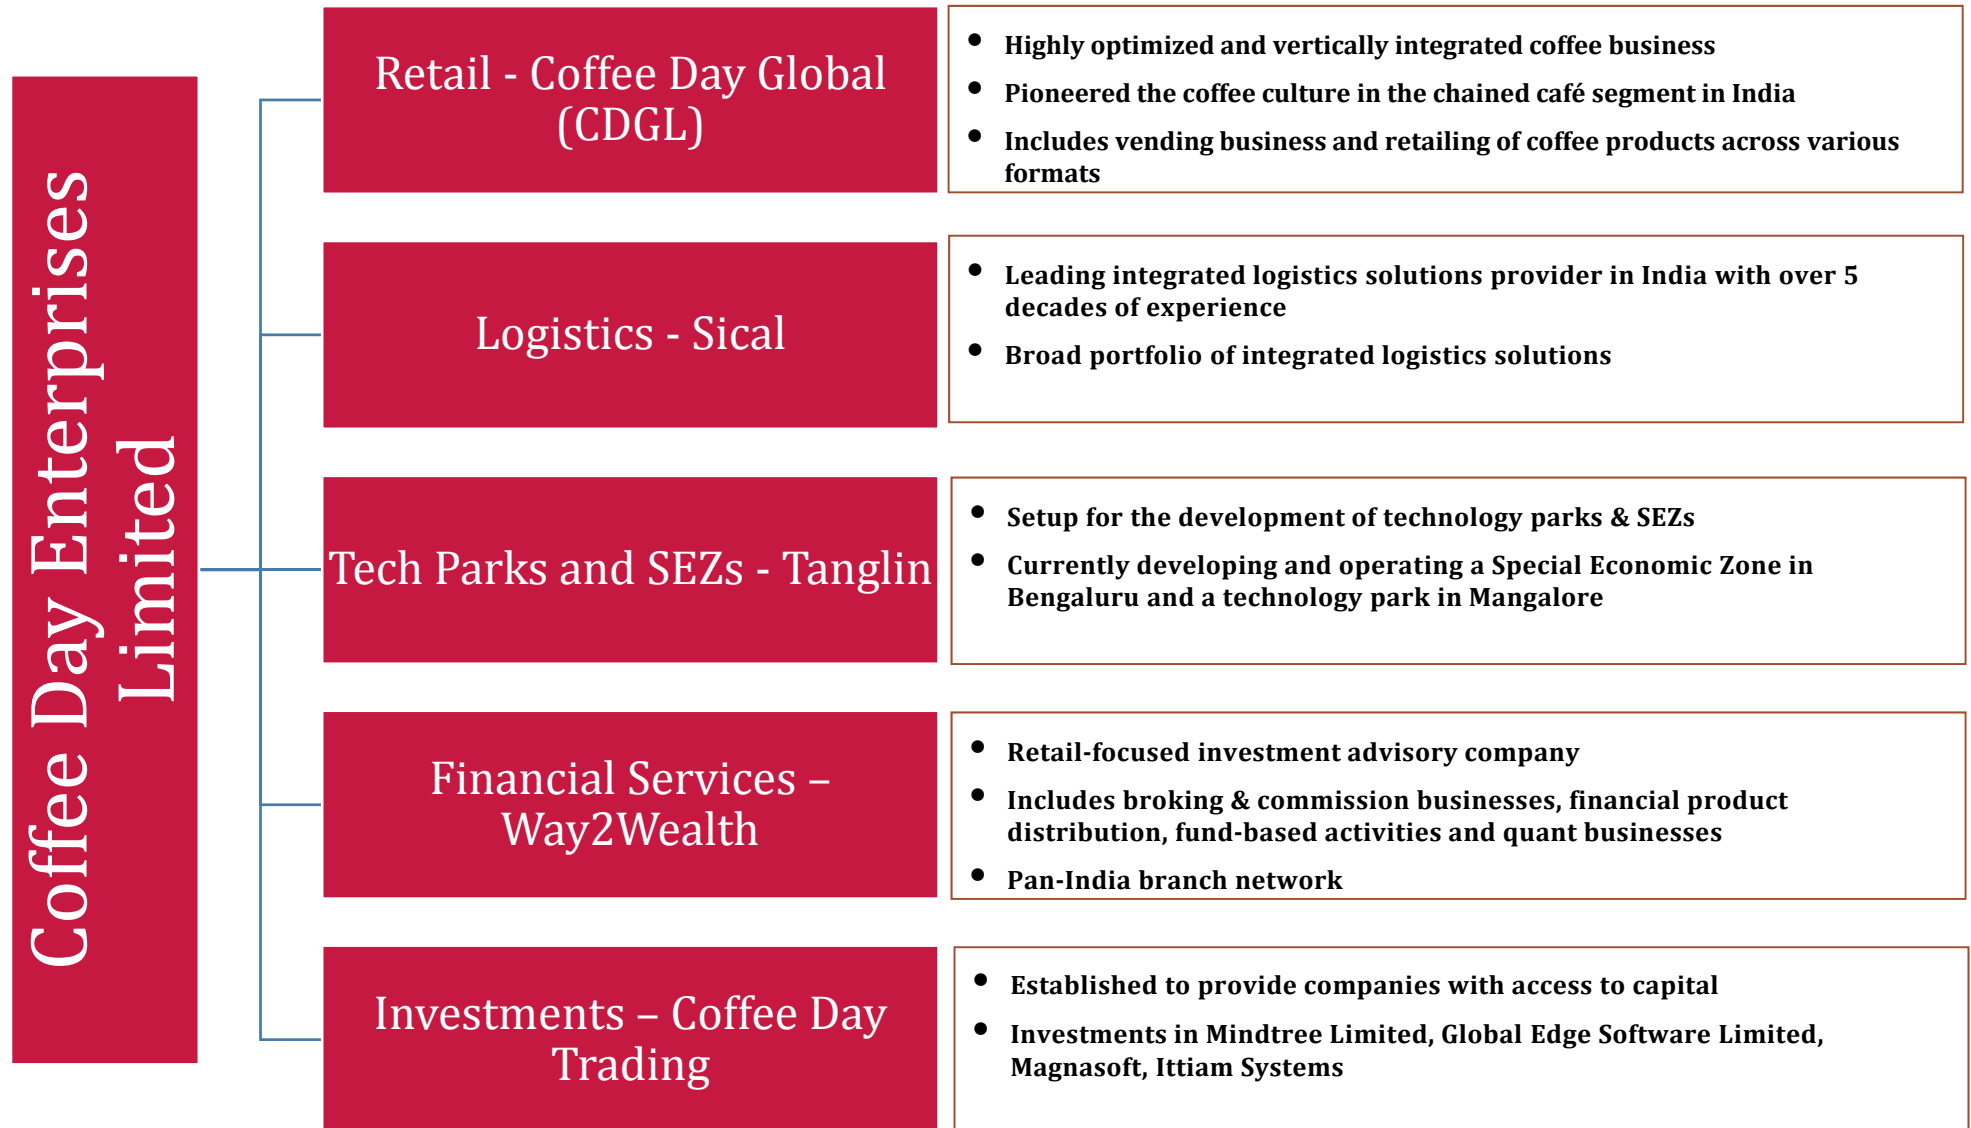 Coffee Day Enterprises
Limited
Retail - Coffee Day Global
(CDGL)
• Highly optimized and vertically integrated coffee business
• Pioneered the coffee culture in the chained café segment in India
• Includes vending business and retailing of coffee products across various
formats
Logistics - Sical
• Leading integrated logistics solutions provider in India with over 5
decades of experience
• Broad portfolio of integrated logistics solutions
Tech Parks and SEZs - Tanglin
• Setup for the development of technology parks & SEZs
• Currently developing and operating a Special Economic Zone in
Bengaluru and a technology park in Mangalore
Financial Services –
Way2Wealth
• Retail-focused investment advisory company
• Includes broking & commission businesses, financial product
distribution, fund-based activities and quant businesses
• Pan-India branch network
Investments – Coffee Day
Trading
• Established to provide companies with access to capital
• Investments in Mindtree Limited, Global Edge Software Limited,
Magnasoft, Ittiam Systems